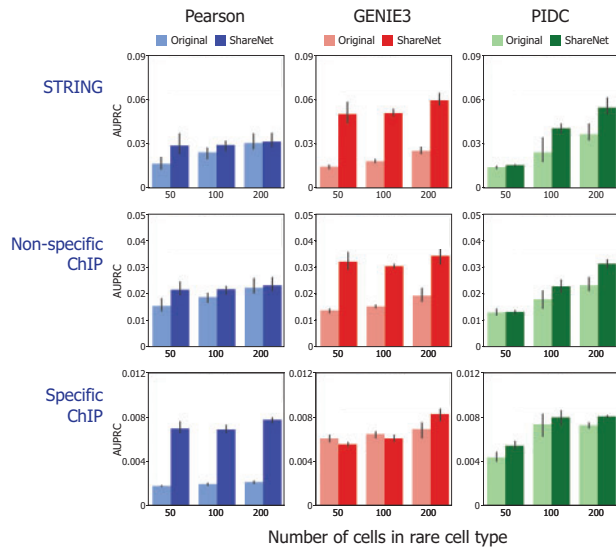 Pearson GENIE3 PIDC
Original ShareNet Original ShareNet Original ShareNet
STRING
AUPRC
0.09 0.09 0.09
0.06 0.06 0.06
0.03 0.03 0.03
0 0 0
50 100 200 50 100 200 50 100 200
Non-specific
ChIP
AUPRC
0.05 0.05 0.05
0.04 0.04 0.04
0.03 0.03 0.03
0.02 0.02 0.02
0.01 0.01 0.01
0 0 0
50 100 200 50 100 200 50 100 200
Specific
ChIP
AUPRC
0.012 0.012 0.012
0.008 0.008 0.008
0.004 0.004 0.004
0 0 0
50 100 200 50 100 200 50 100 200
Number of cells in rare cell type